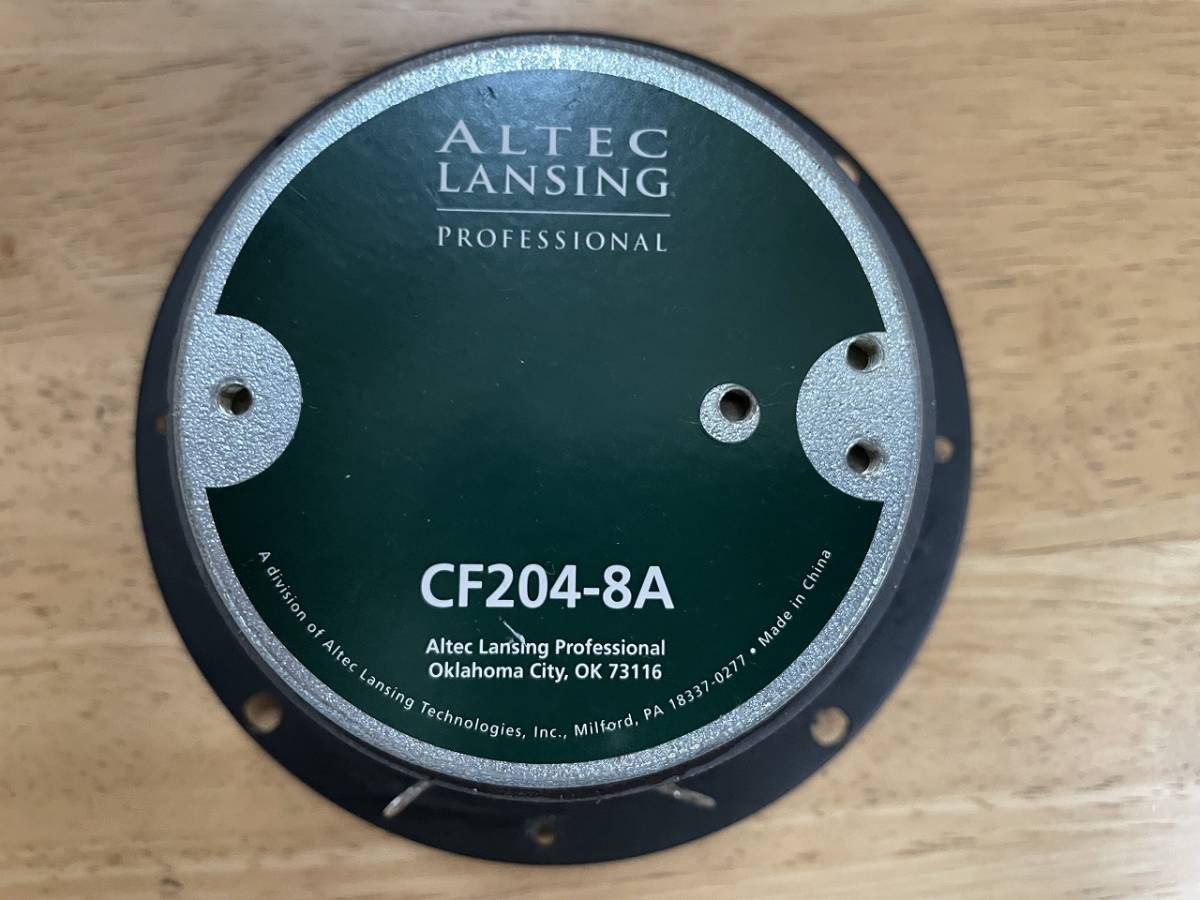 ALTEC
LANSING
PROFESSIONAL
CF204-8A
Altec Lansing Professional
Oklahoma City, OK 73116
A division of Altec Lansing Technologies, Inc., Milford, PA 18337-0277 • Made in China